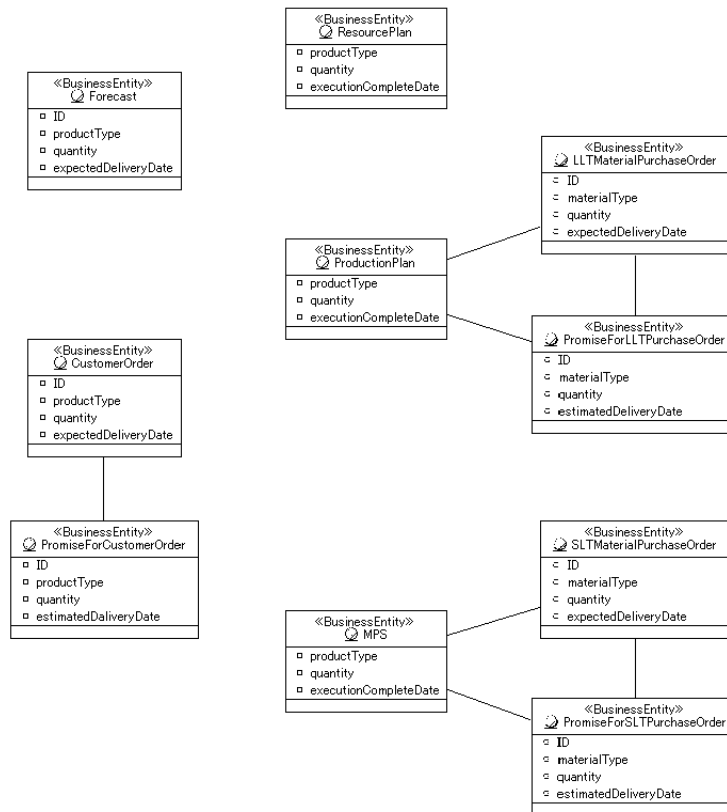 «BusinessEntity»
ResourcePlan
productType
quantity
executionCompleteDate
«BusinessEntity»
Forecast
ID
productType
quantity
expectedDeliveryDate
«BusinessEntity»
LLTMaterialPurchaseOrder
ID
materialType
quantity
expectedDeliveryDate
«BusinessEntity»
ProductionPlan
productType
quantity
executionCompleteDate
«BusinessEntity»
PromiseForLLTPurchaseOrder
ID
materialType
quantity
estimatedDeliveryDate
«BusinessEntity»
CustomerOrder
ID
productType
quantity
expectedDeliveryDate
«BusinessEntity»
PromiseForCustomerOrder
ID
productType
quantity
estimatedDaliveryDate
«BusinessEntity»
SLTMaterialPurchaseOrder
ID
materialType
quantity
expectedDeliveryDate
«BusinessEntity»
MPS
productType
quantity
executionCompleteDate
«BusinessEntity»
PromiseForSLTPurchaseOrder
ID
materialType
quantity
estimatedDeliveryDate